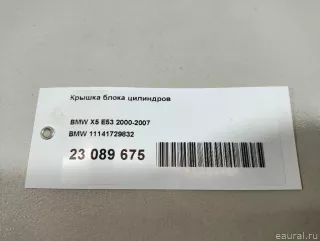 Крышка блока цилиндров
BMW X5 E53 2000-2007
BMW 11141729832
23 089 675
eaural.ru